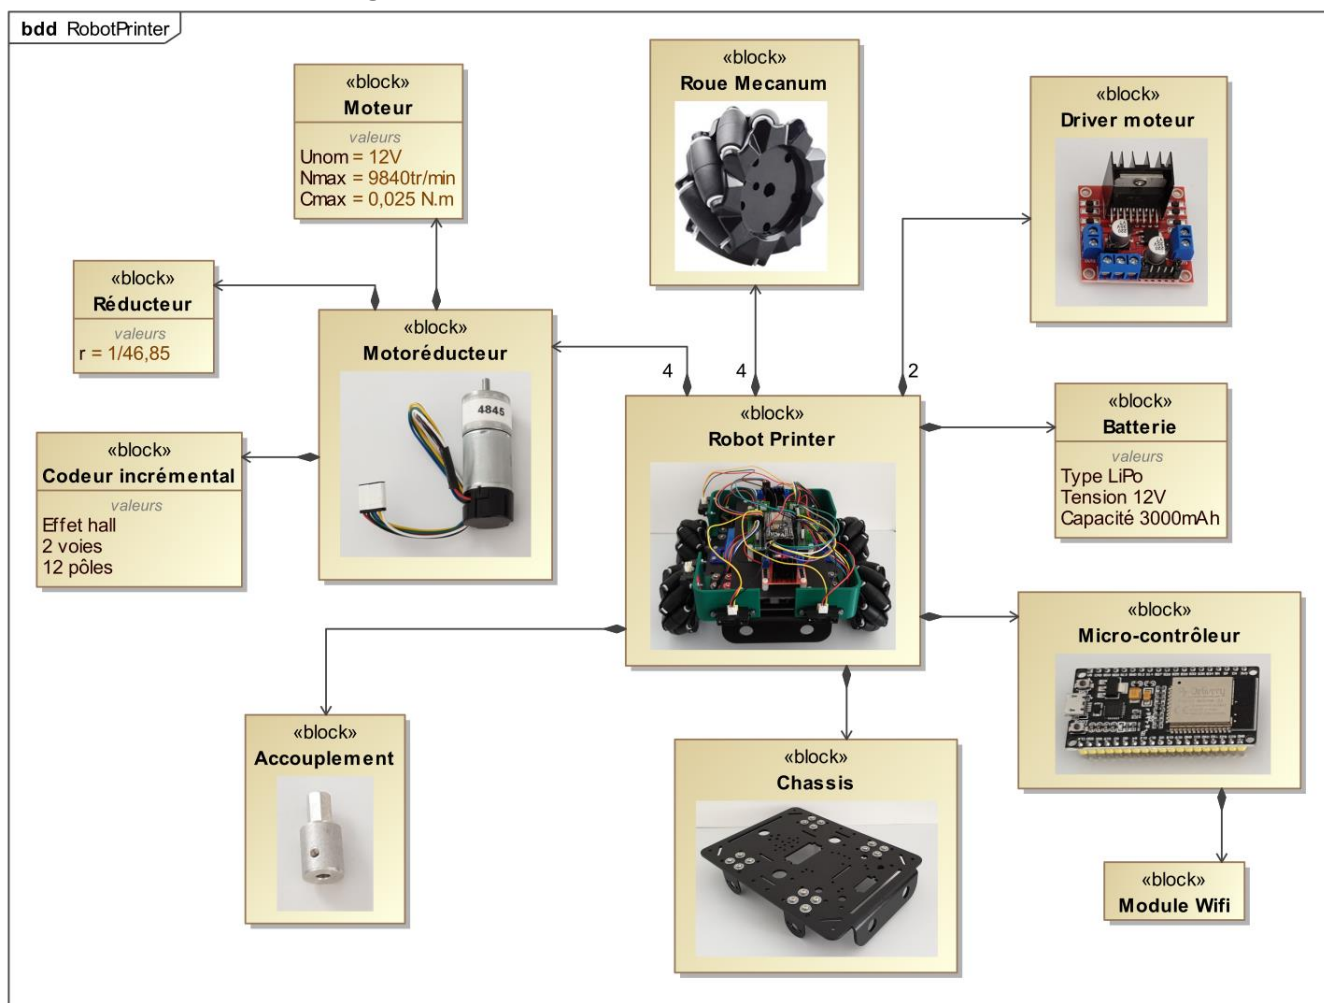 bdd RobotPrinter
«block»
Moteur
valeurs
Unom = 12V
Nmax = 9840tr/min
Cmax = 0,025 N.m
«block»
Roue Mecanum
«block»
Driver moteur
«block»
Réducteur
valeurs
r = 1/46,85
«block»
Motoréducteur
4845
4
4
2
«block»
Robot Printer
«block»
Batterie
valeurs
Type LiPo
Tension 12V
Capacité 3000mAh
«block»
Codeur incrémental
valeurs
Effet hall
2 voies
12 pôles
«block»
Micro-contrôleur
«block»
Accouplement
«block»
Chassis
«block»
Module Wifi